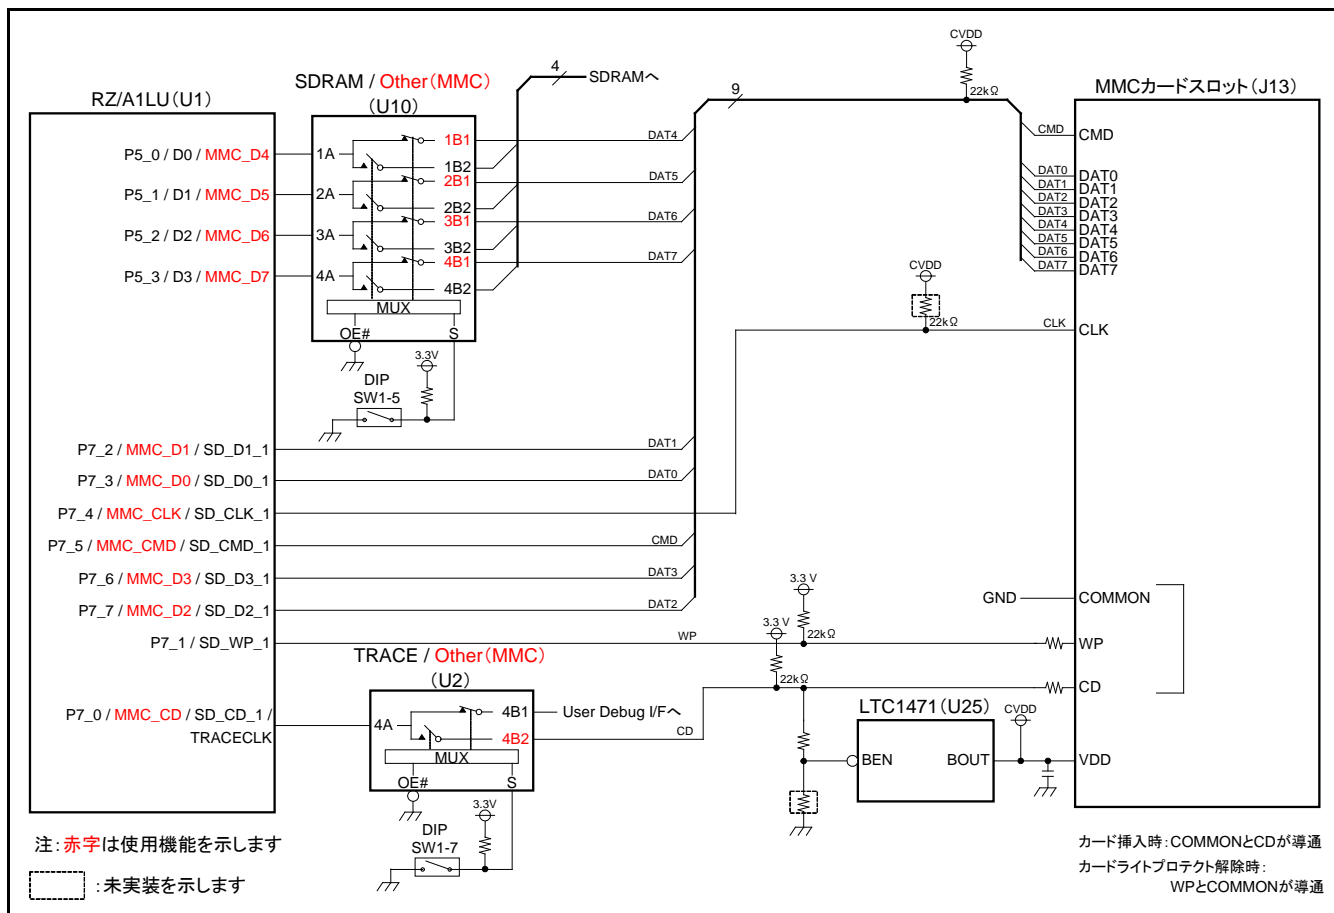 RZ/A1LU(U1)
P5_0 / D0 / MMC_D4
P5_1 / D1 / MMC_D5
P5_2 / D2 / MMC_D6
P5_3 / D3 / MMC_D7
P7_2 / MMC_D1 / SD_D1_1
P7_3 / MMC_D0 / SD_D0_1
P7_4 / MMC_CLK / SD_CLK_1
P7_5 / MMC_CMD / SD_CMD_1
P7_6 / MMC_D3 / SD_D3_1
P7_7 / MMC_D2 / SD_D2_1
P7_1 / SD_WP_1
P7_0 / MMC_CD / SD_CD_1 /
TRACECLK
SDRAM / Other(MMC)
(U10)
1A
2A
3A
4A
1B1
1B2
2B1
2B2
3B1
3B2
4B1
4B2
MUX
OE#
S
3.3V
DIP
SW1-5
4
SDRAMへ
9
DAT4
DAT5
DAT6
DAT7
DAT1
DAT0
CMD
DAT3
DAT2
WP
TRACE / Other(MMC)
(U2)
4A
4B1
4B2
MUX
OE#
S
User Debug I/Fへ
CD
3.3V
DIP
SW1-7
CVDD
22kΩ
CVDD
22kΩ
3.3 V
22kΩ
3.3 V
22kΩ
LTC1471(U25)
BEN
BOUT
CVDD
MMCカードスロット(J13)
CMD
CMD
DAT0
DAT0
DAT1
DAT1
DAT2
DAT2
DAT3
DAT3
DAT4
DAT4
DAT5
DAT5
DAT6
DAT6
DAT7
DAT7
CLK
CLK
GND
COMMON
WP
CD
VDD
注:赤字は使用機能を示します
:未実装を示します
カード挿入時:COMMONとCDが導通
カードライトプロテクト解除時:
WPとCOMMONが導通